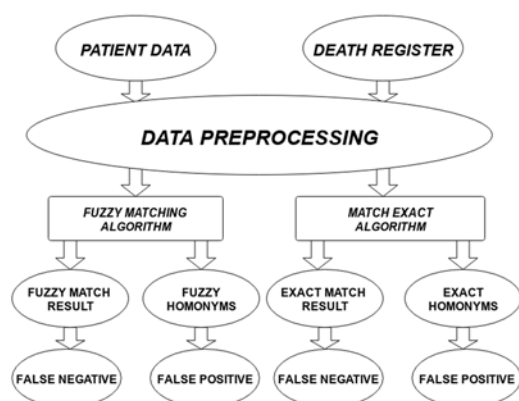 PATIENT DATA
DEATH REGISTER
DATA PREPROCESSING
FUZZY MATCHING
ALGORITHM
MATCH EXACT
ALGORITHM
FUZZY MATCH
RESULT
FUZZY
HOMONYMS
EXACT MATCH
RESULT
EXACT
HOMONYMS
FALSE NEGATIVE
FALSE POSITIVE
FALSE NEGATIVE
FALSE POSITIVE